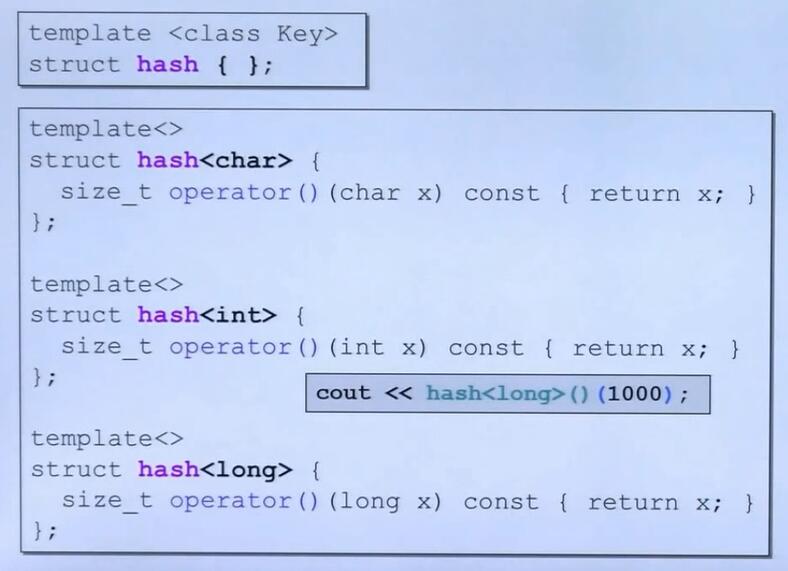 template <class Key>
struct hash { };
template<>
struct hash<char> {
size_t operator()(char x) const { return x; }
};
template<>
struct hash<int> {
size_t operator()(int x) const { return x; }
};
cout << hash<long>()(1000);
template<>
struct hash<long> {
size_t operator()(long x) const { return x; }
};